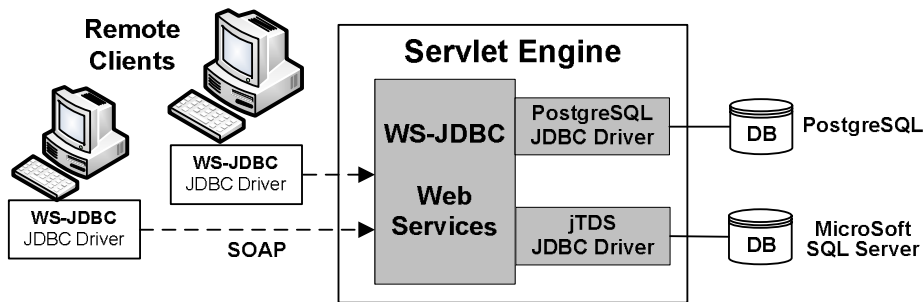 Remote
Clients
WS-JDBC
JDBC Driver
WS-JDBC
JDBC Driver
SOAP
Servlet Engine
WS-JDBC
Web
Services
PostgreSQL
JDBC Driver
jTDS
JDBC Driver
DB
PostgreSQL
DB
MicroSoft
SQL Server